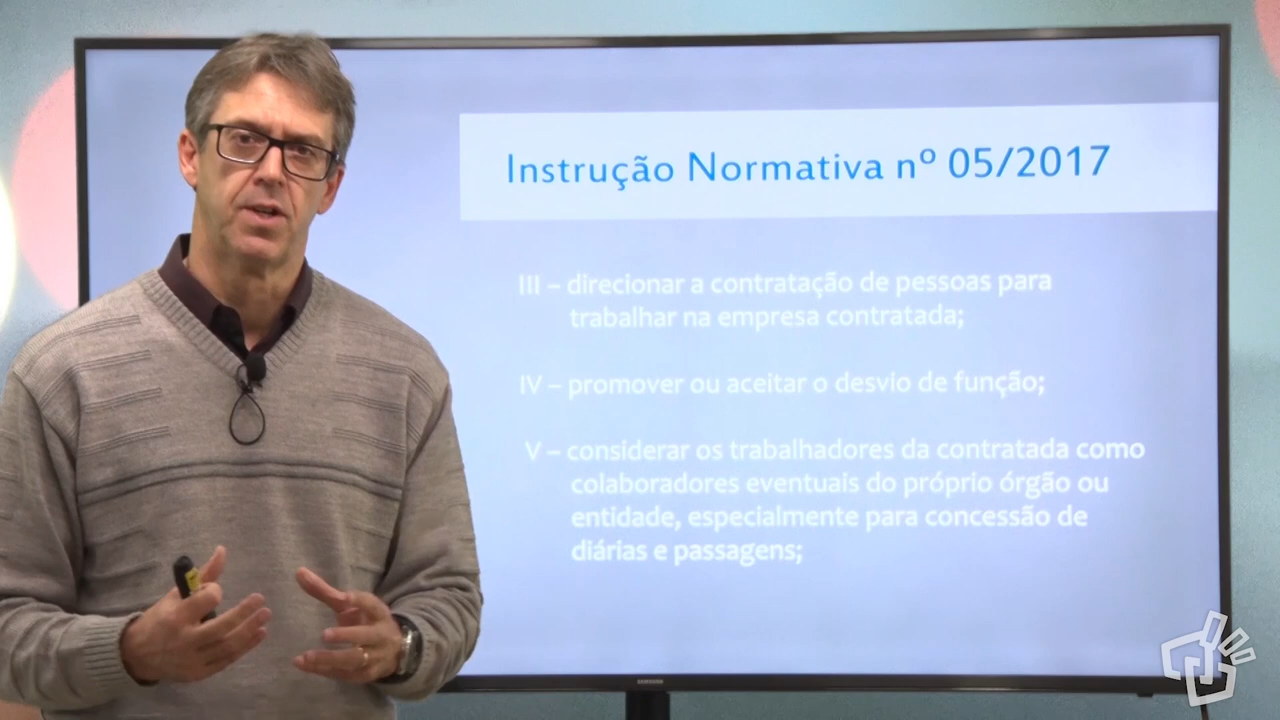 Instrução Normativa nº 05/2017
III – direcionar a contratação de pessoas para
trabalhar na empresa contratada;
IV – promover ou aceitar o desvio de função;
V – considerar os trabalhadores da contratada como
colaboradores eventuais do próprio órgão ou
entidade, especialmente para concessão de
diárias e passagens;
SAMSUNG